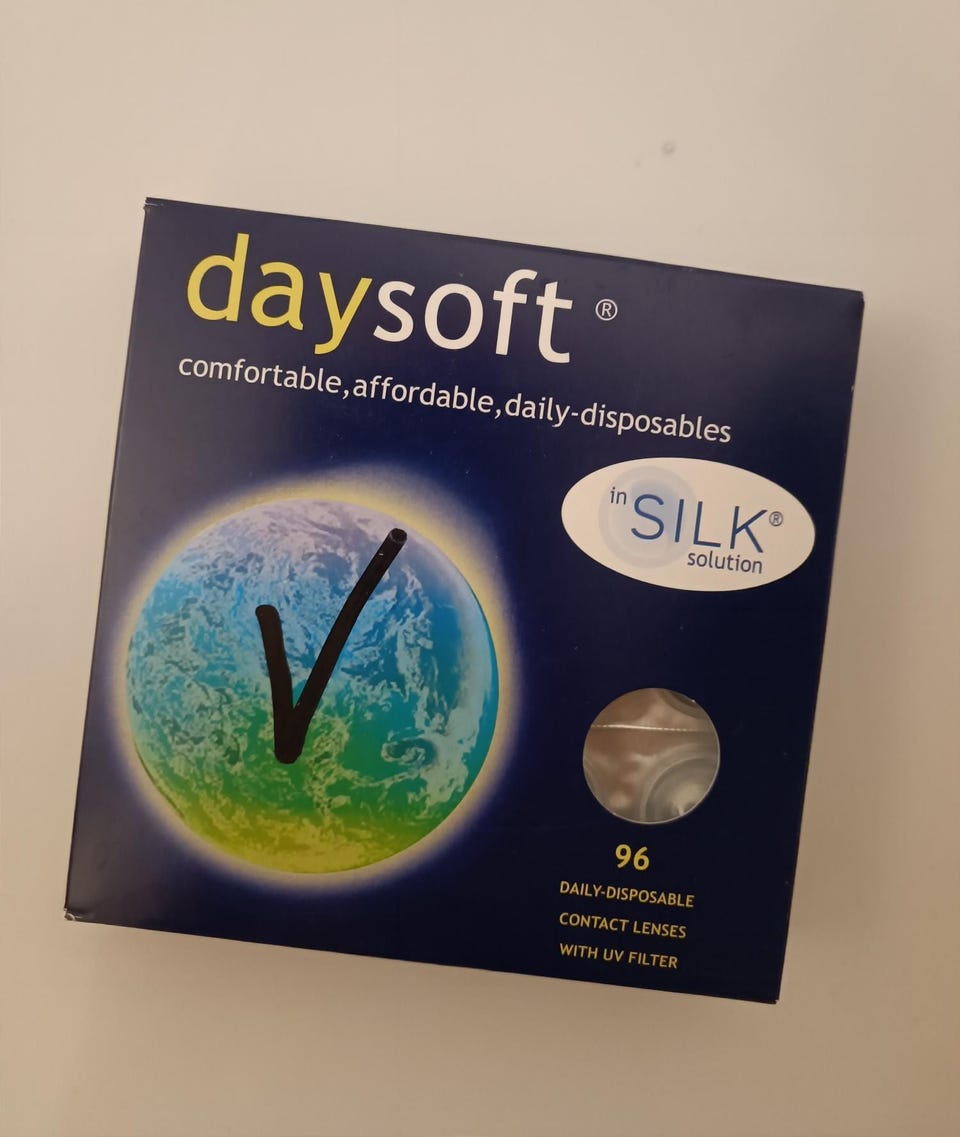 daysoft ®
comfortable,affordable,daily-disposables
in SILK®
solution
96
DAILY-DISPOSABLE
CONTACT LENSES
WITH UV FILTER